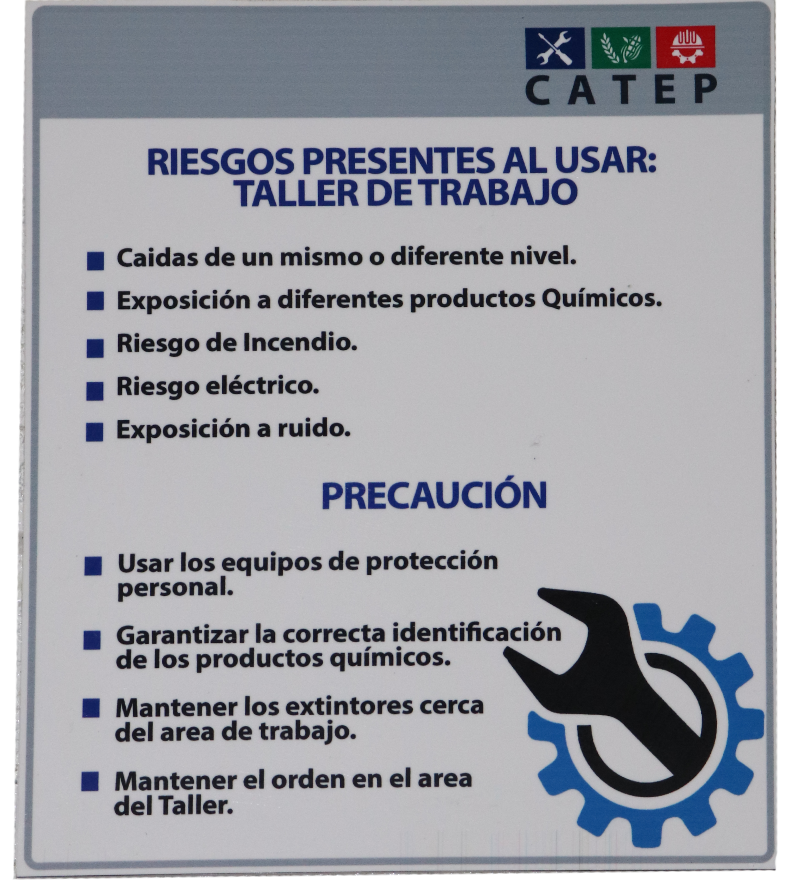 CATEP
RIESGOS PRESENTES AL USAR:
TALLER DE TRABAJO
Caidas de un mismo o diferente nivel.
Exposición a diferentes productos Químicos.
Riesgo de Incendio.
Riesgo eléctrico.
Exposición a ruido.
PRECAUCIÓN
Usar los equipos de protección
personal.
Garantizar la correcta identificación
de los productos químicos.
Mantener los extintores cerca
del area de trabajo.
Mantener el orden en el area
del Taller.